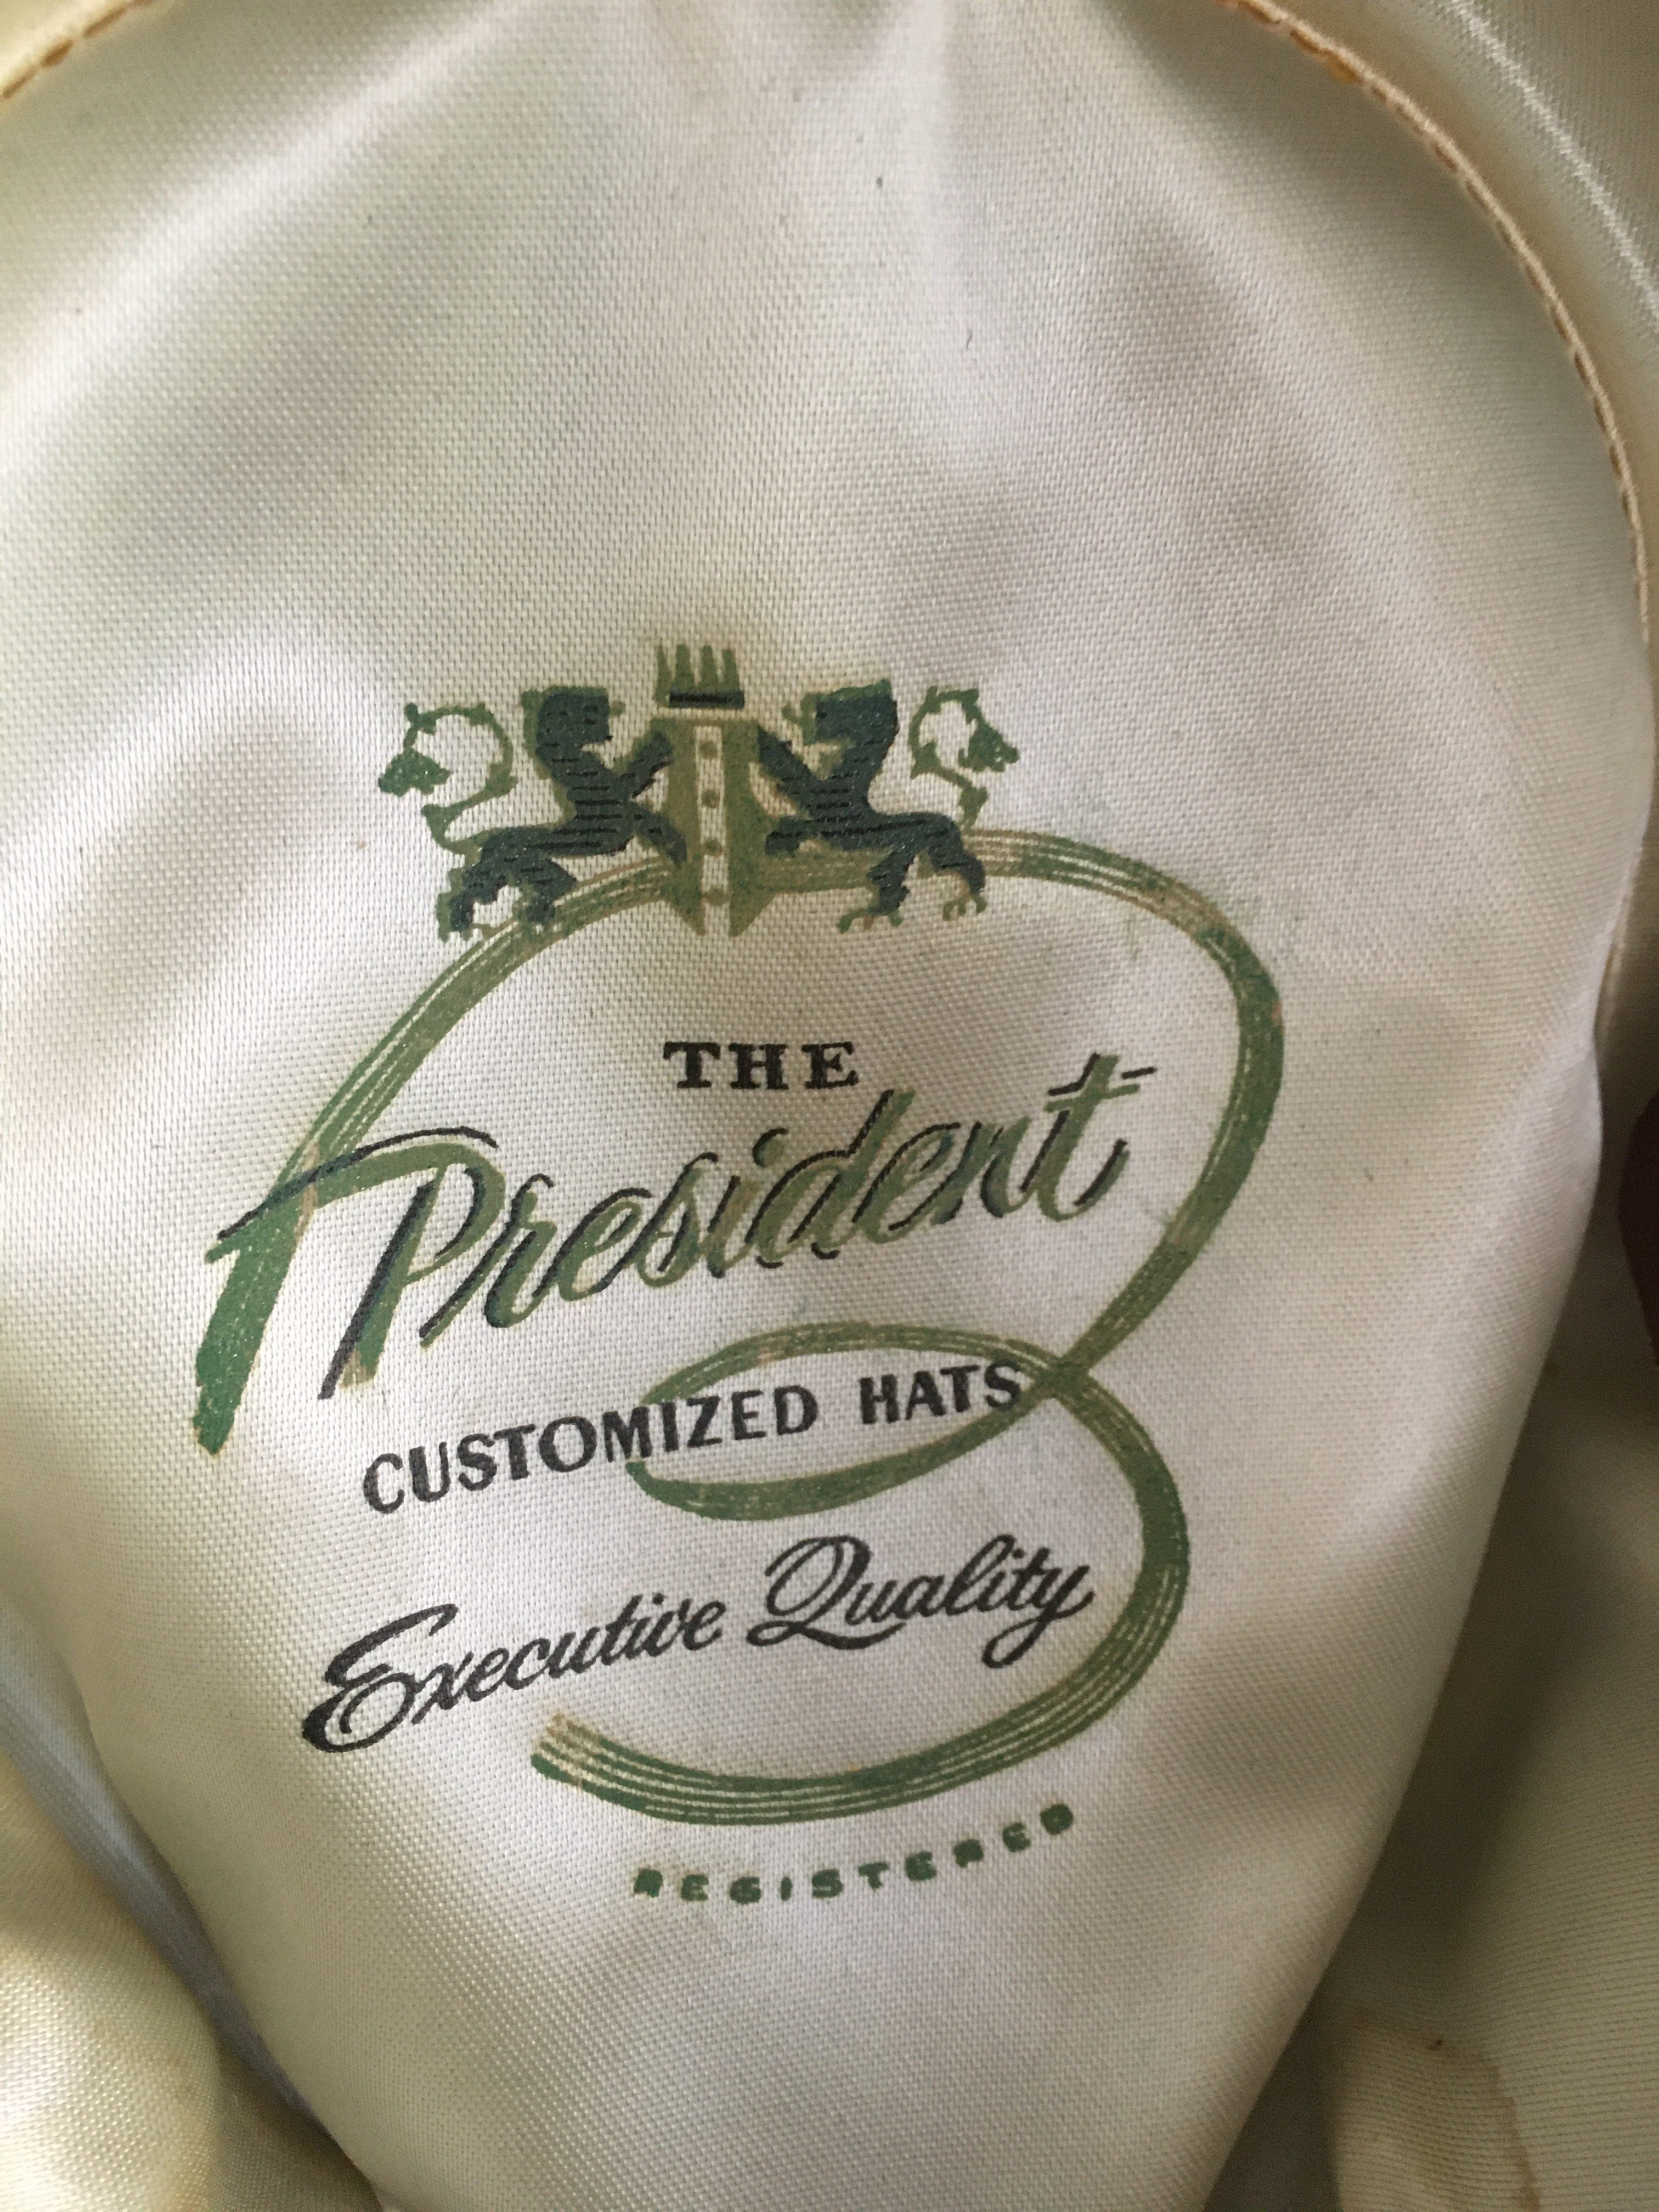 THE
President
CUSTOMIZED HATS
Executive Quality
REGISTERED